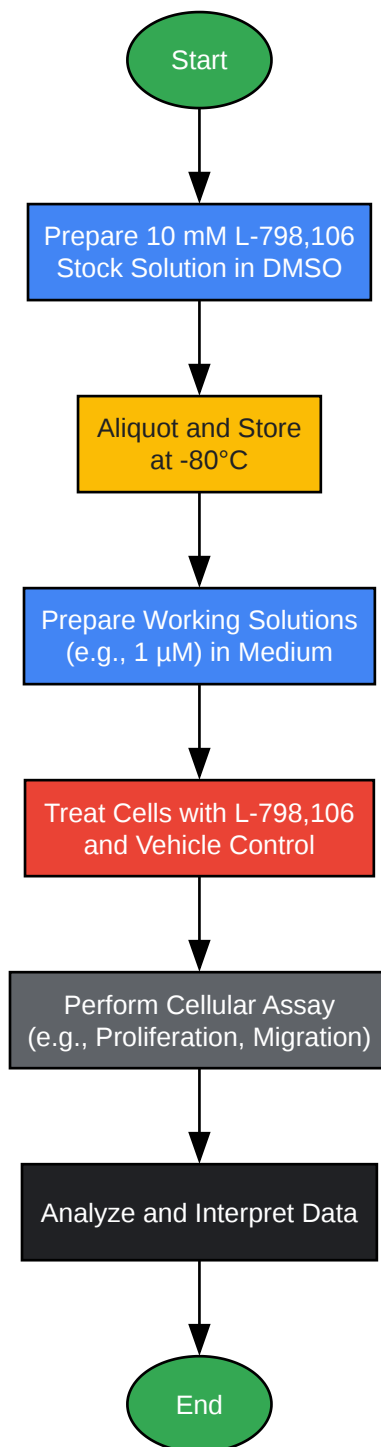 Start
Prepare 10 mM L-798,106
Stock Solution in DMSO
Aliquot and Store
at -80°C
Prepare Working Solutions
(e.g., 1 µM) in Medium
Treat Cells with L-798,106
and Vehicle Control
Perform Cellular Assay
(e.g., Proliferation, Migration)
Analyze and Interpret Data
End